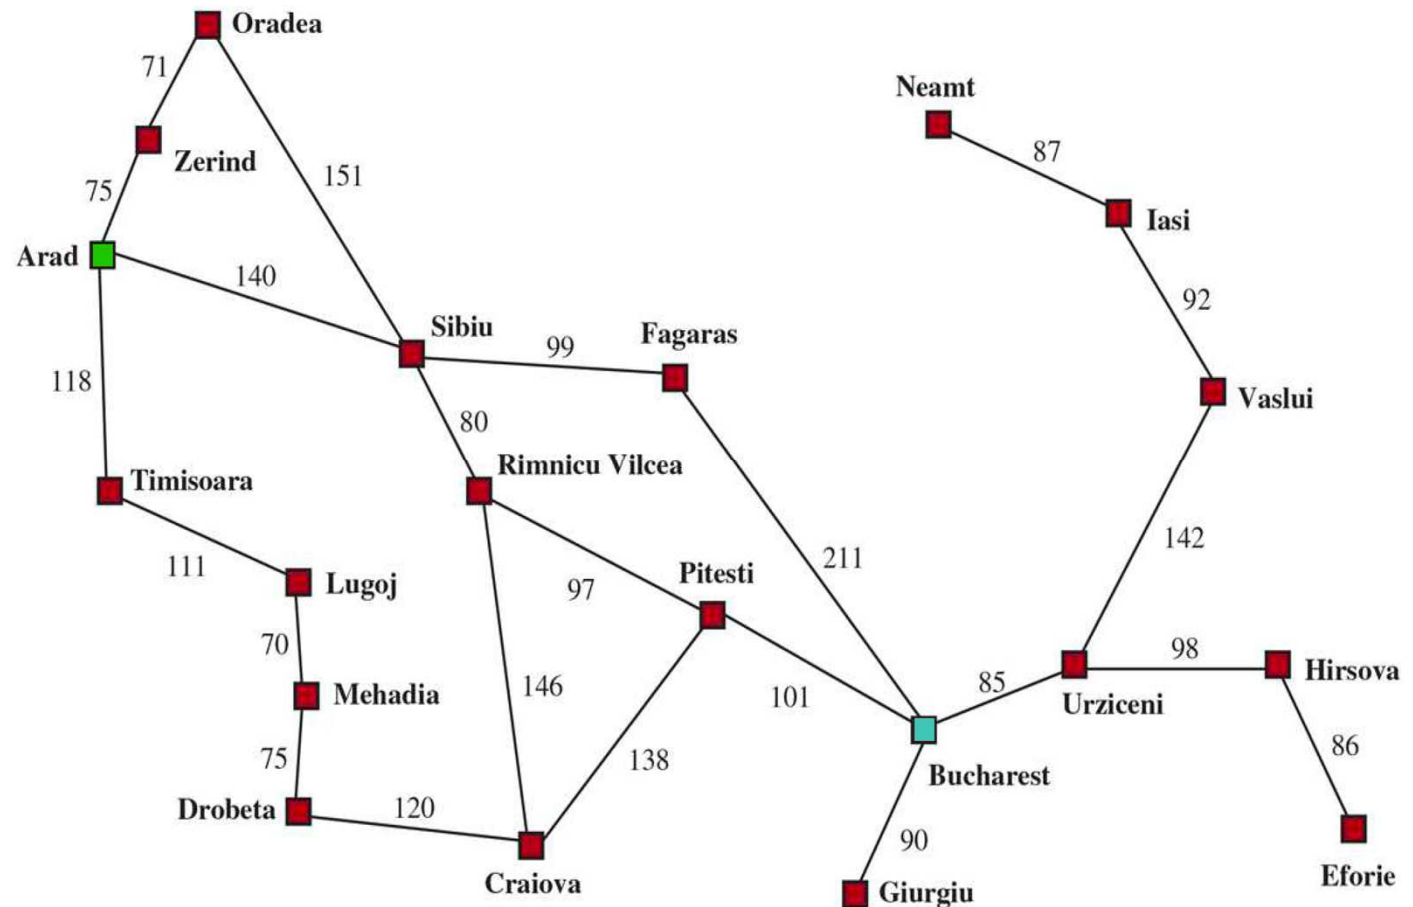 Oradea
71
Neamt
Zerind
87
151
75
Iasi
Arad
140
92
Sibiu
Fagaras
99
118
Vaslui
80
Rimnicu Vilcea
Timisoara
142
211
111
Lugoj
97
Pitesti
70
98
Hirsova
85
Mehadia
146
101
Urziceni
86
75
138
Bucharest
Drobeta
120
90
Craiova
Eforie
Giurgiu